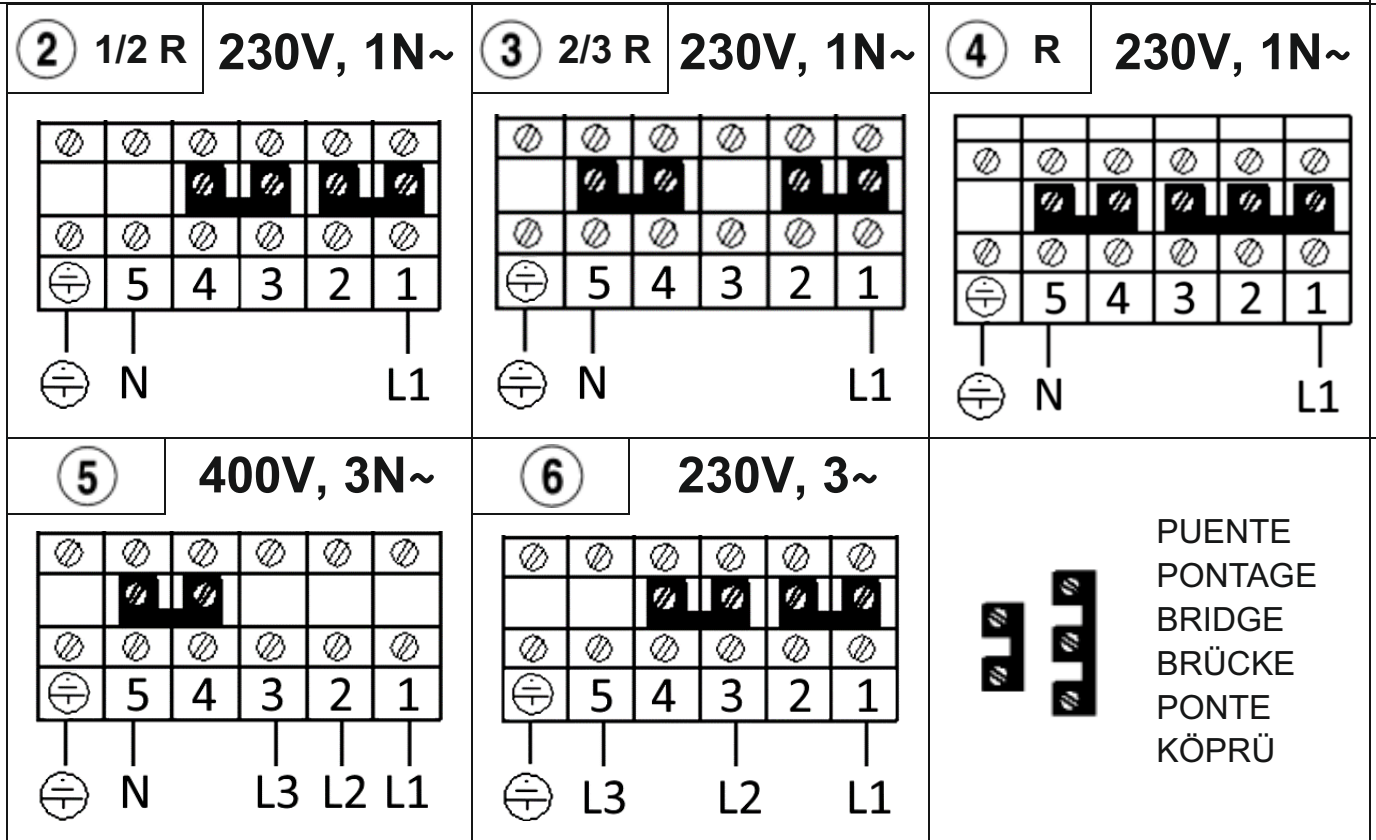 2 1/2 R 230V, 1N~
5 4 3 2 1
N L1
3 2/3 R 230V, 1N~
5 4 3 2 1
N L1
4 R 230V, 1N~
5 4 3 2 1
N L1
5 400V, 3N~
5 4 3 2 1
N L3 L2 L1
6 230V, 3~
5 4 3 2 1
L3 L2 L1
PUENTE
PONTAGE
BRIDGE
BRÜCKE
PONTE
KÖPRÜ